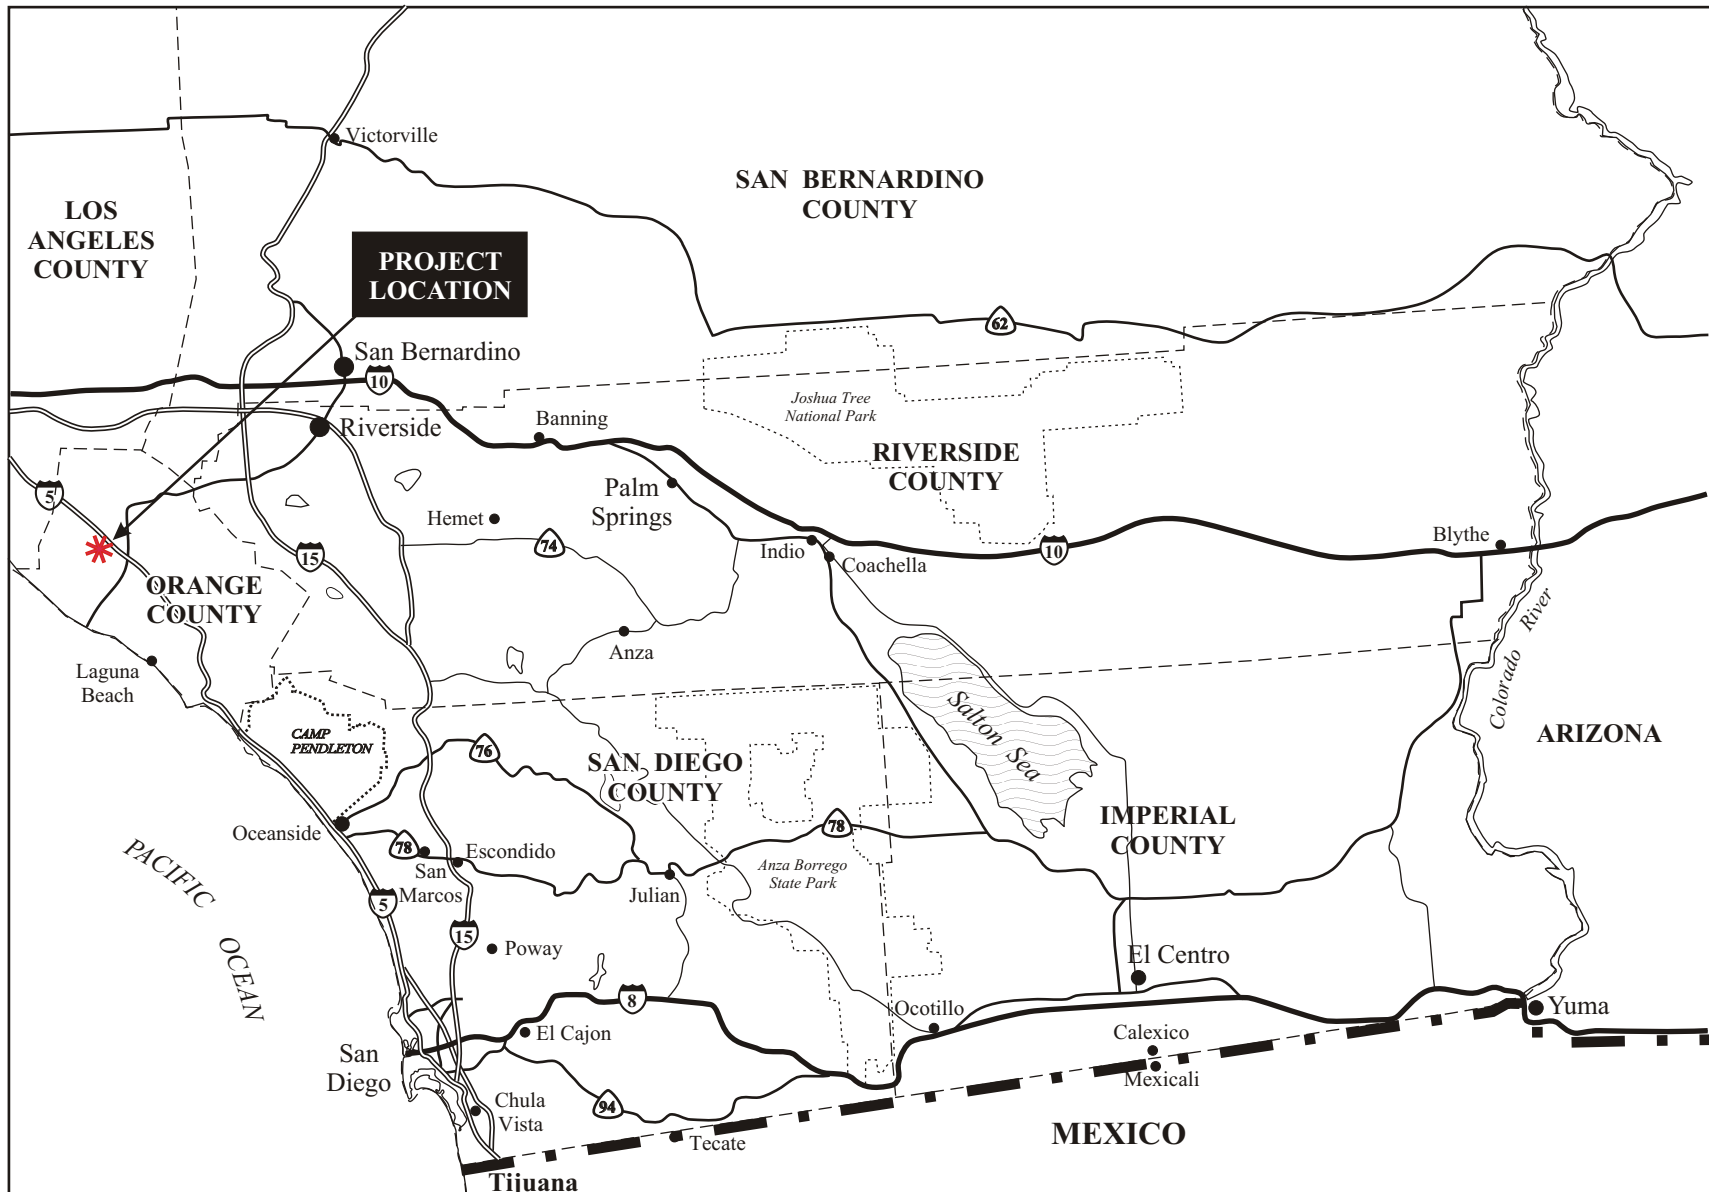 Victorville
SAN BERNARDINO
COUNTY
LOS
ANGELES
COUNTY
PROJECT
LOCATION
62
San Bernardino
10
Joshua Tree
National Park
Banning
Riverside
RIVERSIDE
COUNTY
5
Palm
Springs
Hemet
74
15
Indio
Coachella
10
Blythe
ORANGE
COUNTY
Colorado River
Anza
Laguna
Beach
Salton Sea
CAMP
PENDLETON
76
SAN DIEGO
COUNTY
ARIZONA
IMPERIAL
COUNTY
Oceanside
78
78
Escondido
San
Marcos
Anza Borrego
State Park
Julian
PACIFIC
OCEAN
5
15
Poway
El Centro
8
Ocotillo
Yuma
El Cajon
Calexico
San
Diego
Mexicali
Chula
Vista
94
Tecate
MEXICO
Tijuana